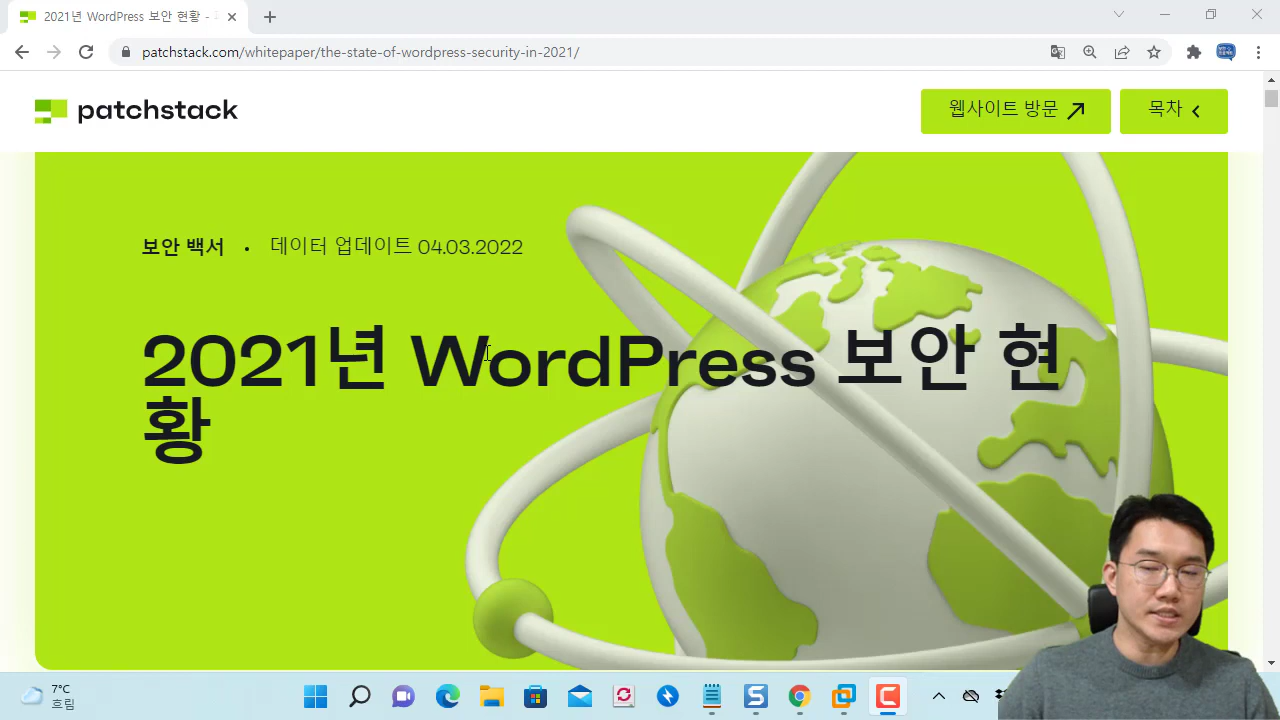 2021년 WordPress 보안 현황 -
patchstack.com/whitepaper/the-state-of-wordpress-security-in-2021/
patchstack
웹사이트 방문
목차
보안 백서 • 데이터 업데이트 04.03.2022
2021년 WordPress 보안 현
황
7°C
흐림